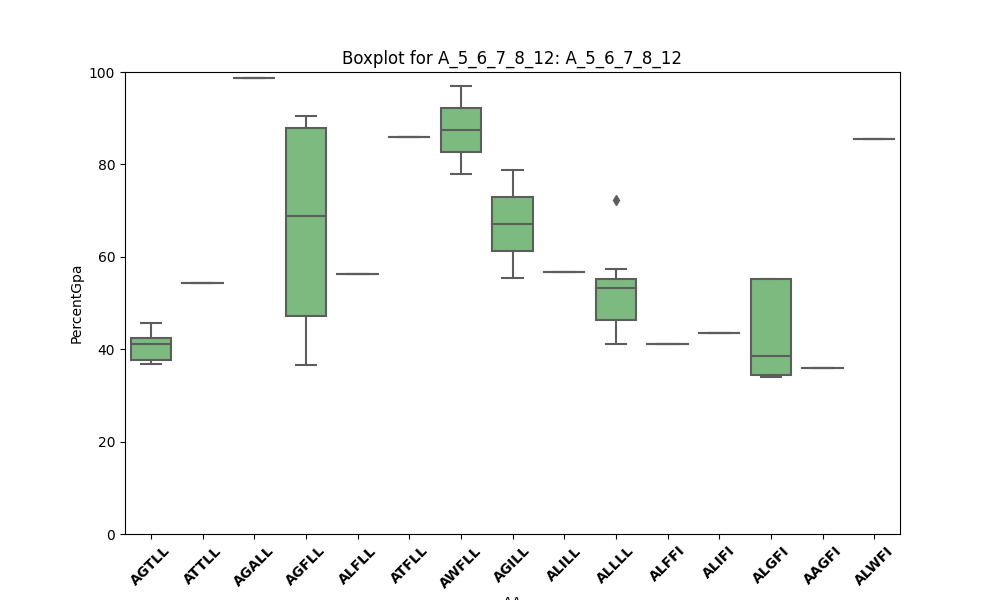 Boxplot for A_5_6_7_8_12: A_5_6_7_8_12
PercentGpa
100
80
60
40
20
0
AGTLL
ATTLL
AGALL
AGFLL
ALFLL
ATFLL
AWFLL
AGILL
ALILL
ALLLL
ALFFI
ALIFI
ALGFI
AAGFI
ALWFI